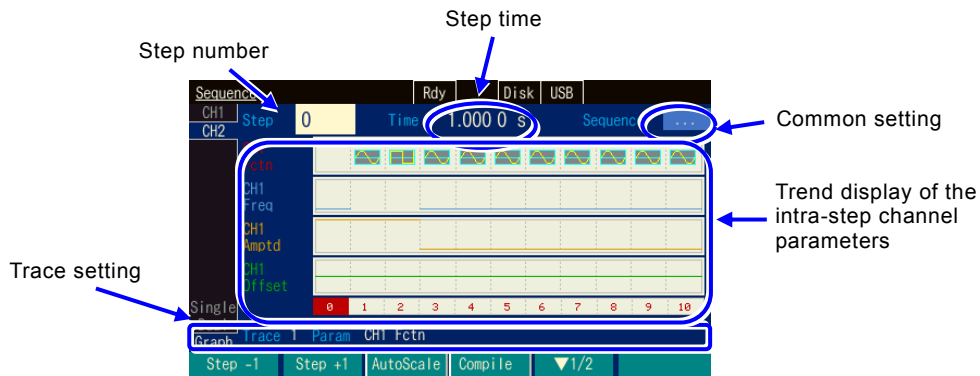 Step time
Step number
Sequence
Rdy
Disk
USB
CH1
CH2
Step 0
Time 1.000 0 s
Sequenc
...
Common setting
Fctn
CH1
Freq
CH1
Amptd
CH1
Offset
Trend display of the
intra-step channel
parameters
Trace setting
Single
0 1 2 3 4 5 6 7 8 9 10
Graph
Trace 1 Param CH1 Fctn
Step -1
Step +1
AutoScale
Compile
▼1/2